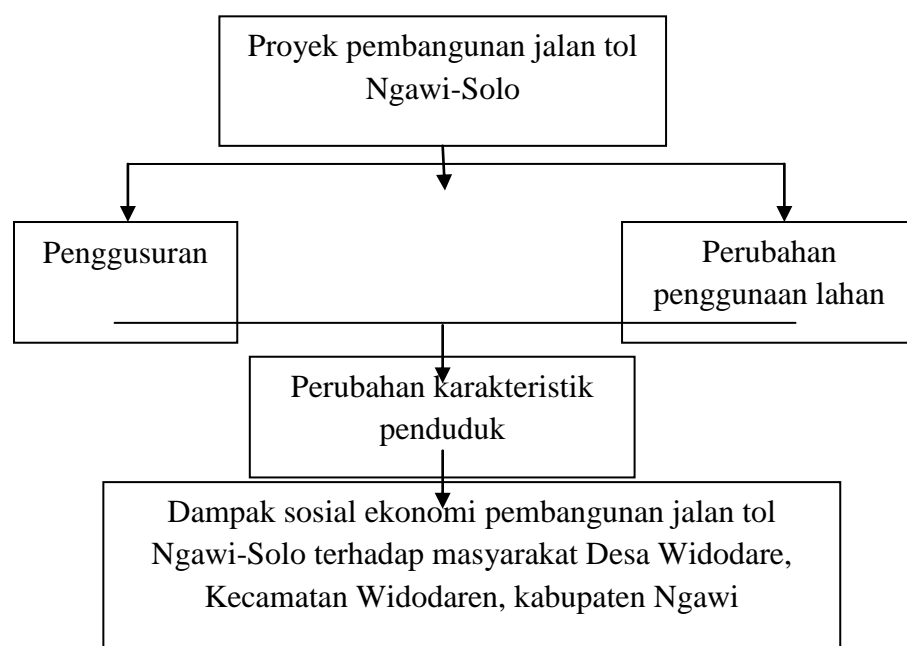 Proyek pembangunan jalan tol
Ngawi-Solo
Penggusuran
Perubahan
penggunaan lahan
Perubahan karakteristik
penduduk
Dampak sosial ekonomi pembangunan jalan tol
Ngawi-Solo terhadap masyarakat Desa Widodare,
Kecamatan Widodaren, kabupaten Ngawi